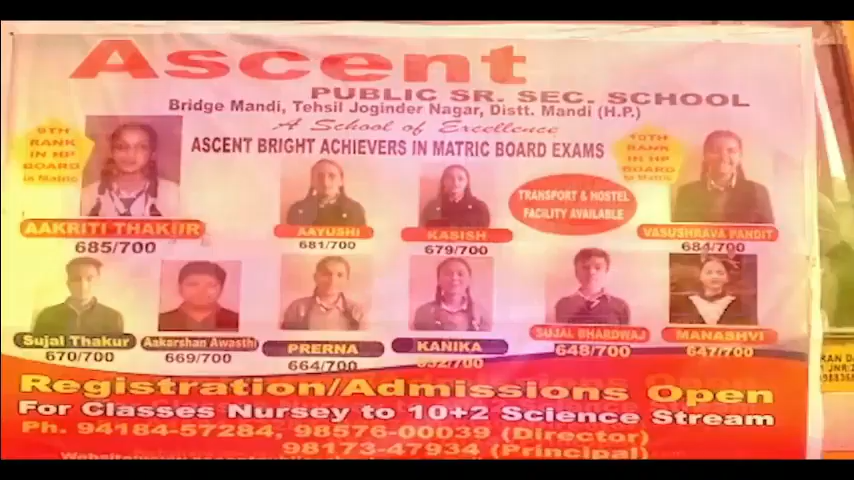 Ascent
PUBLIC SR. SEC. SCHOOL
Bridge Mandi, Tehsil Joginder Nagar, Distt. Mandi (H.P.)
A School of Excellence
ASCENT BRIGHT ACHIEVERS IN MATRIC BOARD EXAMS
9TH
RANK
IN HP
BOARD
in Matric
10TH
RANK
IN HP
BOARD
in Matric
TRANSPORT & HOSTEL
FACILITY AVAILABLE
AAKRITI THAKUR
685/700
AAYUSHI
681/700
KASISH
679/700
VASUSHRAVA PANDIT
684/700
Sujal Thakur
670/700
Aakarshan Awasthi
669/700
PRERNA
664/700
KANIKA
SUJAL BHARDWAJ
648/700
MANASHVI
647/700
Registration/Admissions Open
For Classes Nursey to 10+2 Science Stream
Ph. 94184-57284, 98576-00039 (Director)
98173-47934 (Principal)